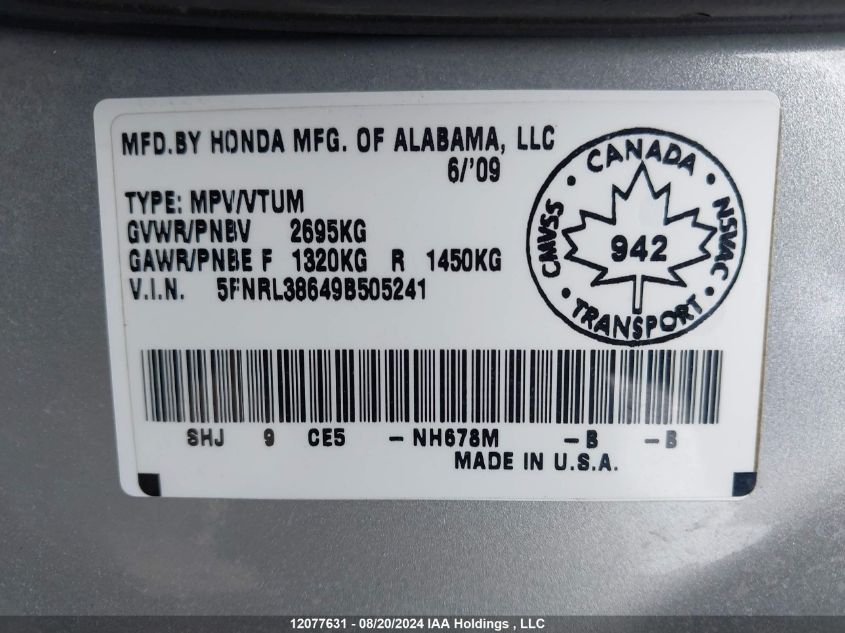 MFD.BY HONDA MFG. OF ALABAMA, LLC
6/'09
TYPE: MPV/VTUM
GVWR/PNBV 2695KG
GAWR/PNBE F 1320KG R 1450KG
V.I.N. 5FNRL38649B505241
• CANADA •
CMVSS 942 NSVAC
• TRANSPORT •
SHJ 9 CE5 -NH678M -B -B
MADE IN U.S.A.
12077631 - 08/20/2024 IAA Holdings , LLC